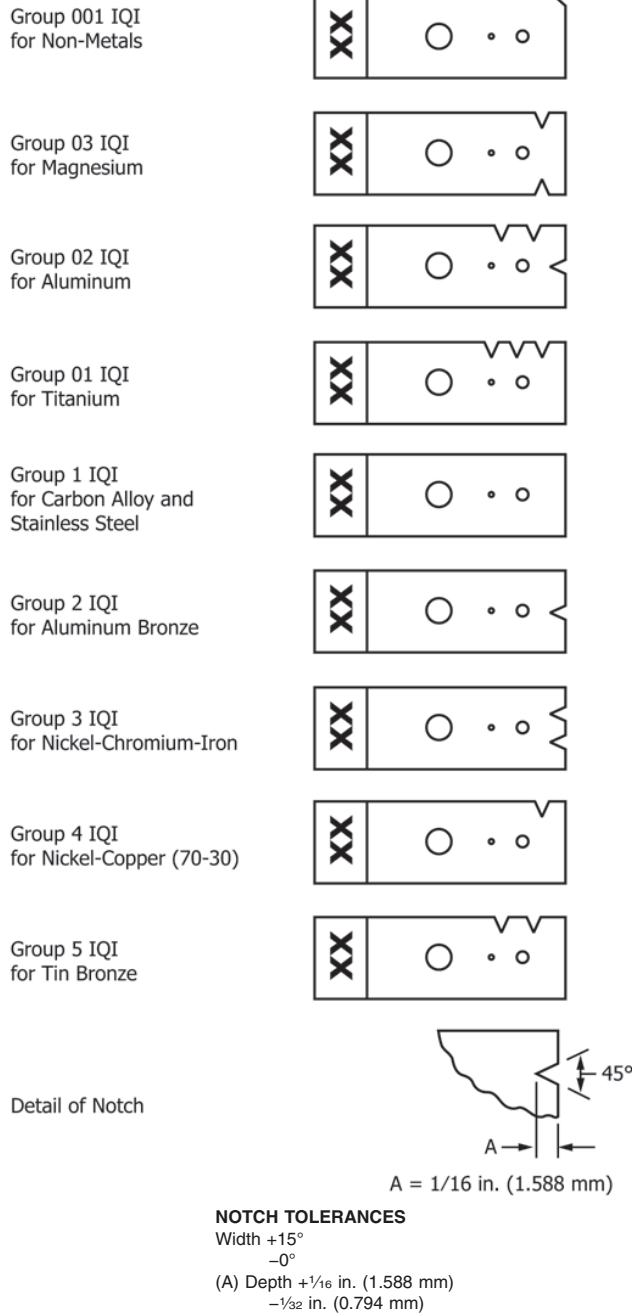 Group 001 IQI
for Non-Metals
XX
Group 03 IQI
for Magnesium
XX
Group 02 IQI
for Aluminum
XX
Group 01 IQI
for Titanium
XX
Group 1 IQI
for Carbon Alloy and
Stainless Steel
XX
Group 2 IQI
for Aluminum Bronze
XX
Group 3 IQI
for Nickel-Chromium-Iron
XX
Group 4 IQI
for Nickel-Copper (70-30)
XX
Group 5 IQI
for Tin Bronze
XX
Detail of Notch
45°
A
A = 1/16 in. (1.588 mm)
NOTCH TOLERANCES
Width +15°
−0°
(A) Depth +1⁄16 in. (1.588 mm)
−1⁄32 in. (0.794 mm)